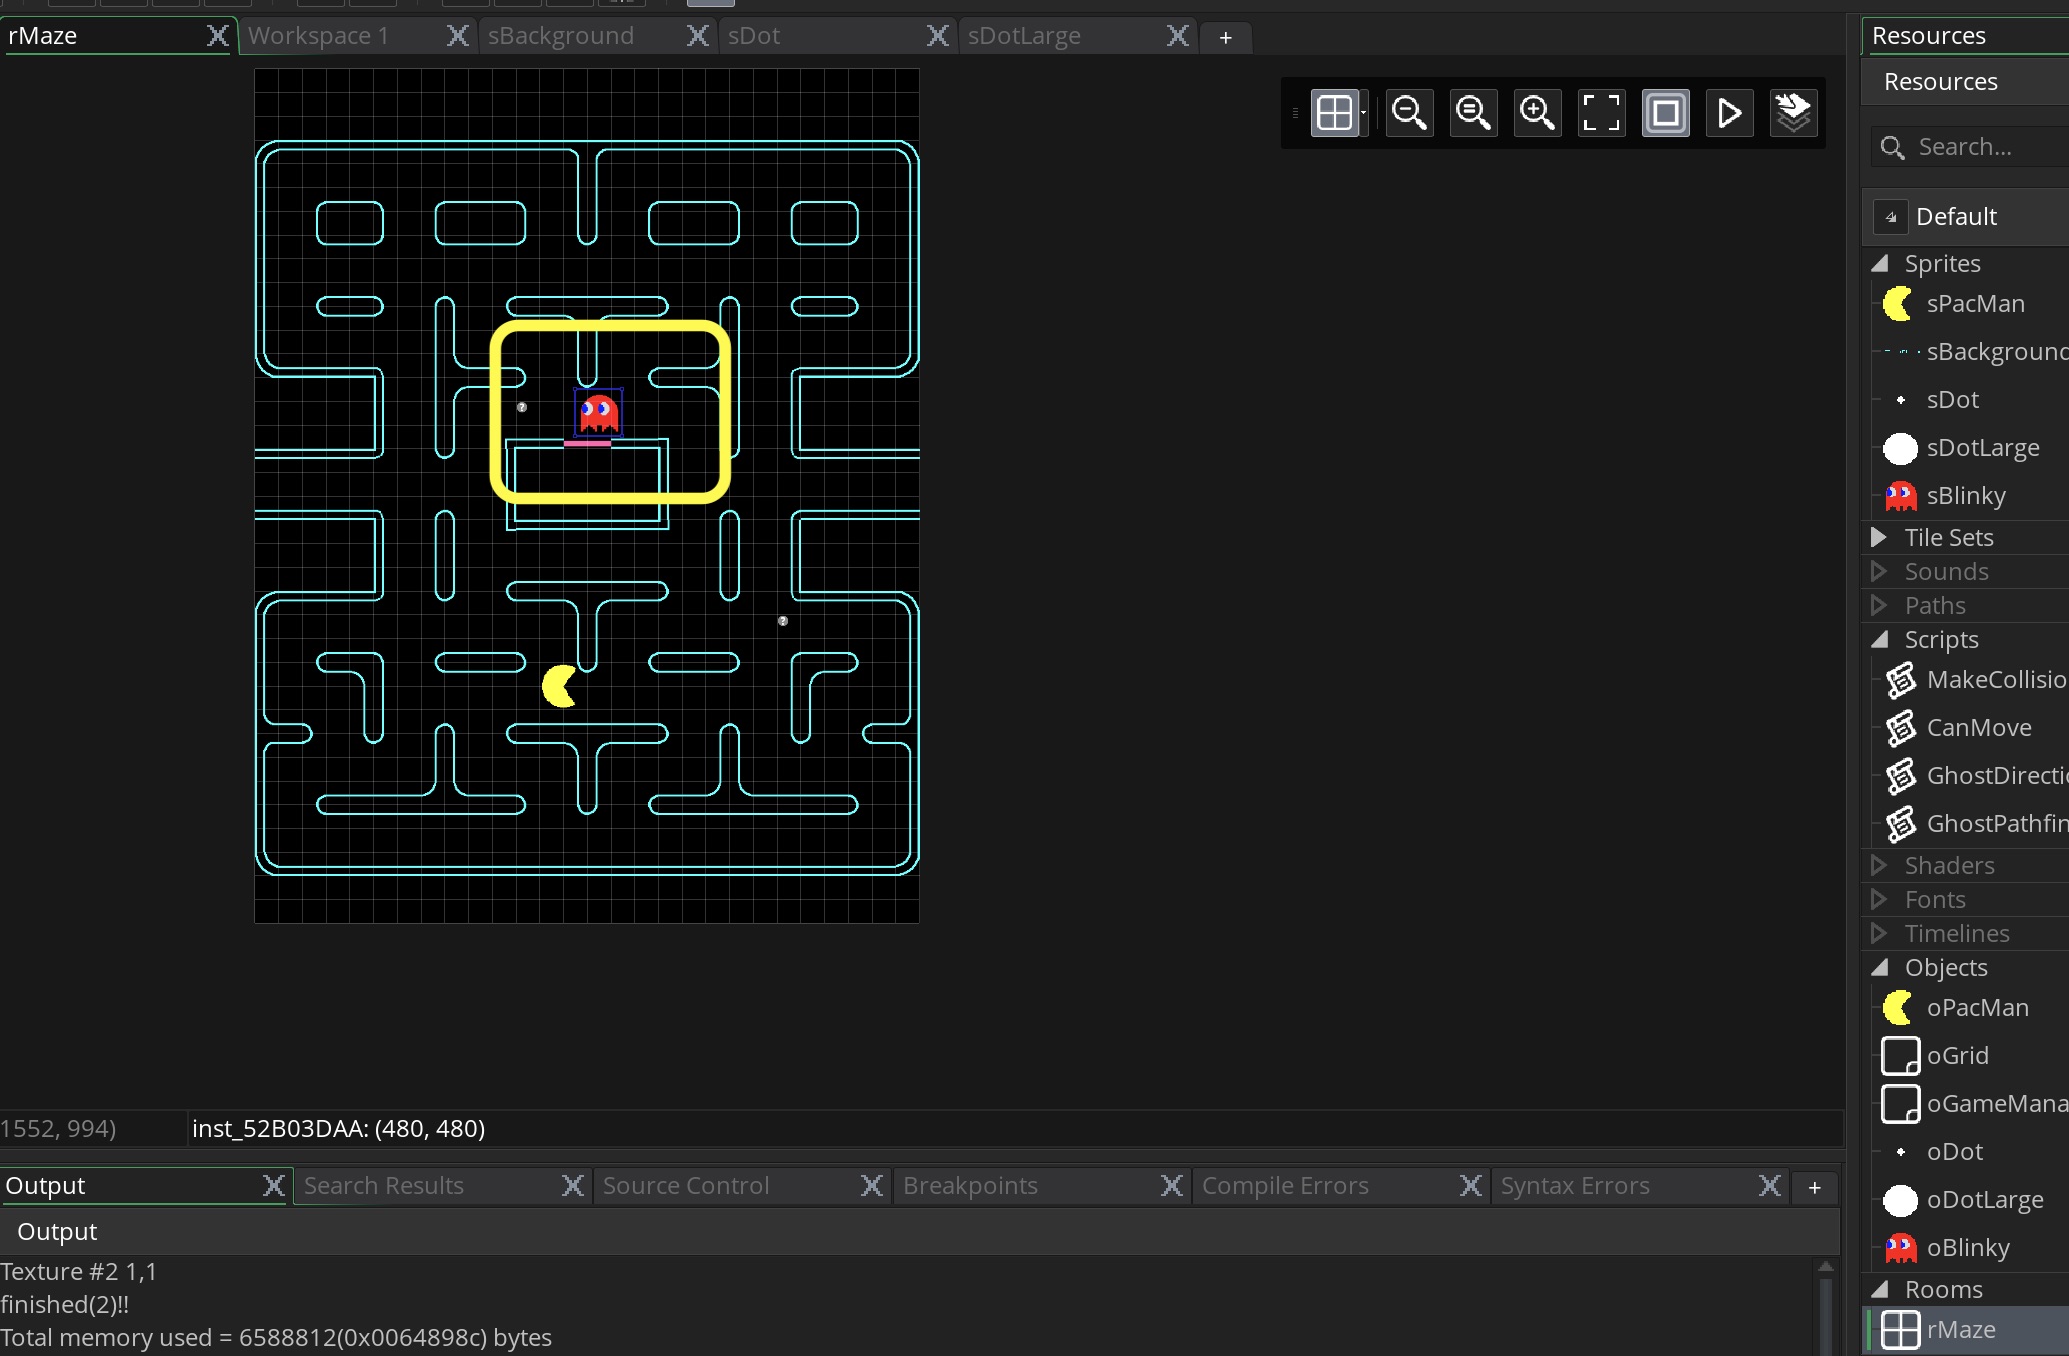 rMaze
Workspace 1
sBackground
sDot
sDotLarge
+
Resources
Resources
Search...
Default
Sprites
sPacMan
sBackground
sDot
sDotLarge
sBlinky
Tile Sets
Sounds
Paths
Scripts
MakeCollisio
CanMove
GhostDirecti
GhostPathfin
Shaders
Fonts
Timelines
Objects
oPacMan
oGrid
oGameMana
oDot
oDotLarge
oBlinky
Rooms
rMaze
?
?
1552, 994)
inst_52B03DAA: (480, 480)
Output
Search Results
Source Control
Breakpoints
Compile Errors
Syntax Errors
+
Output
Texture #2 1,1
finished(2)!!
Total memory used = 6588812(0x0064898c) bytes